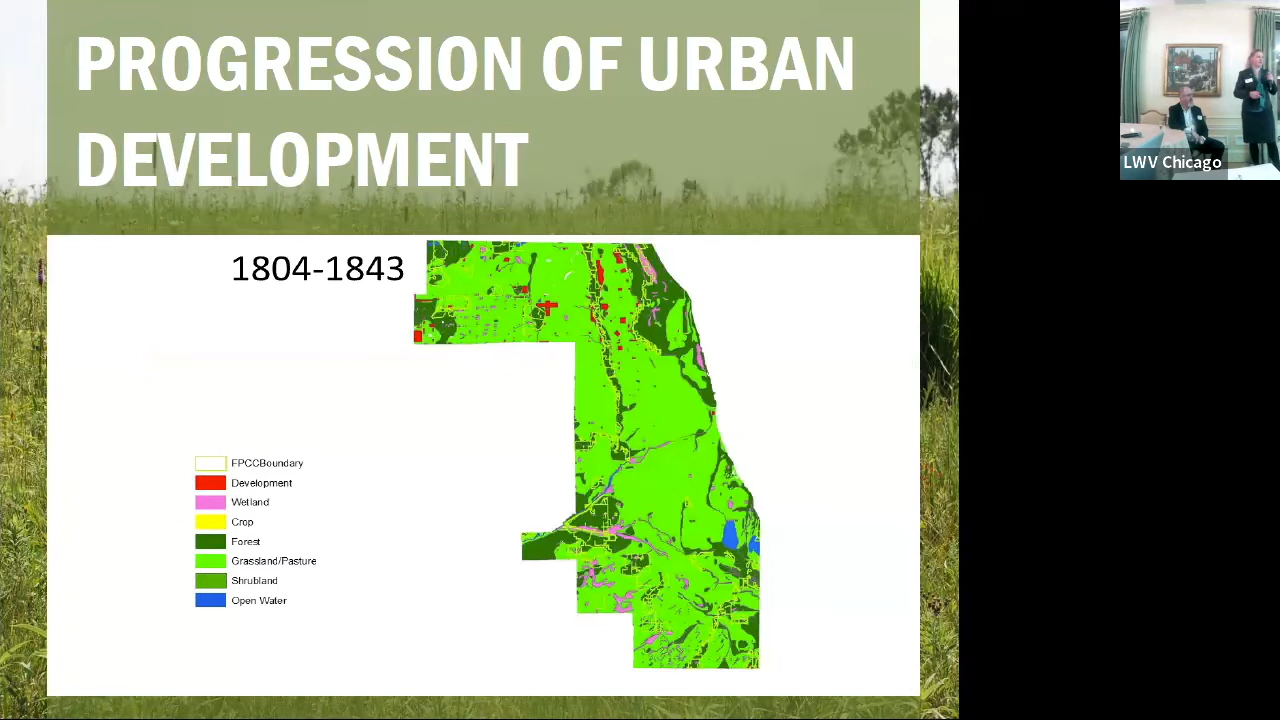 PROGRESSION OF URBAN
DEVELOPMENT
1804-1843
FPCCBoundary
Development
Wetland
Crop
Forest
Grassland/Pasture
Shrubland
Open Water
LWV Chicago